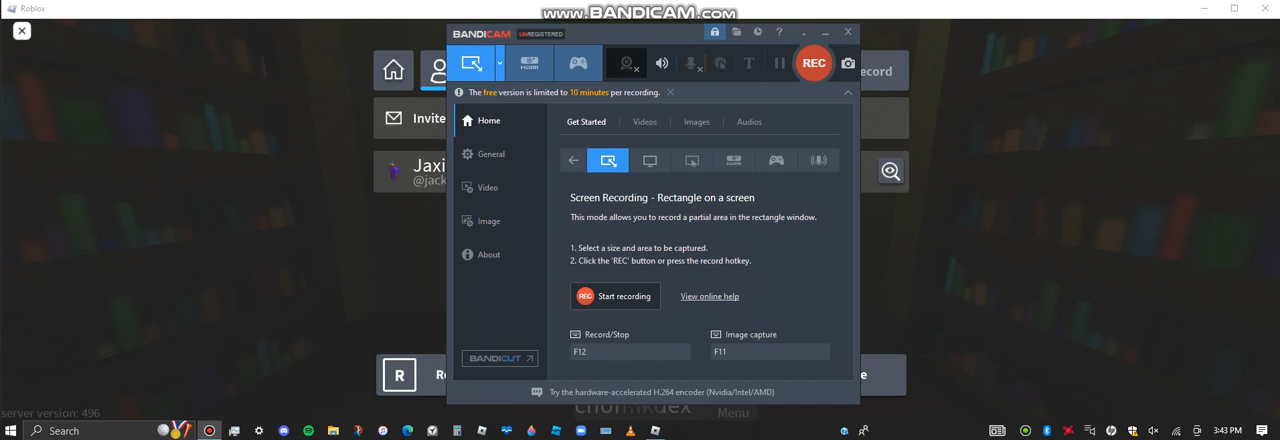 Roblox
www.BANDICAM.com
BANDICAM UNREGISTERED
HDMI
T
REC
ecord
The free version is limited to 10 minutes per recording.
Home
Get Started
Videos
Images
Audios
Invite
General
Jaxi
@jack
Video
Screen Recording - Rectangle on a screen
This mode allows you to record a partial area in the rectangle window.
Image
1. Select a size and area to be captured.
2. Click the 'REC' button or press the record hotkey.
About
REC Start recording
View online help
Record/Stop
Image capture
F12
F11
BANDICUT
R
Re
e
Try the hardware-accelerated H.264 encoder (Nvidia/Intel/AMD)
server version: 496
Menu
Search
3:43 PM